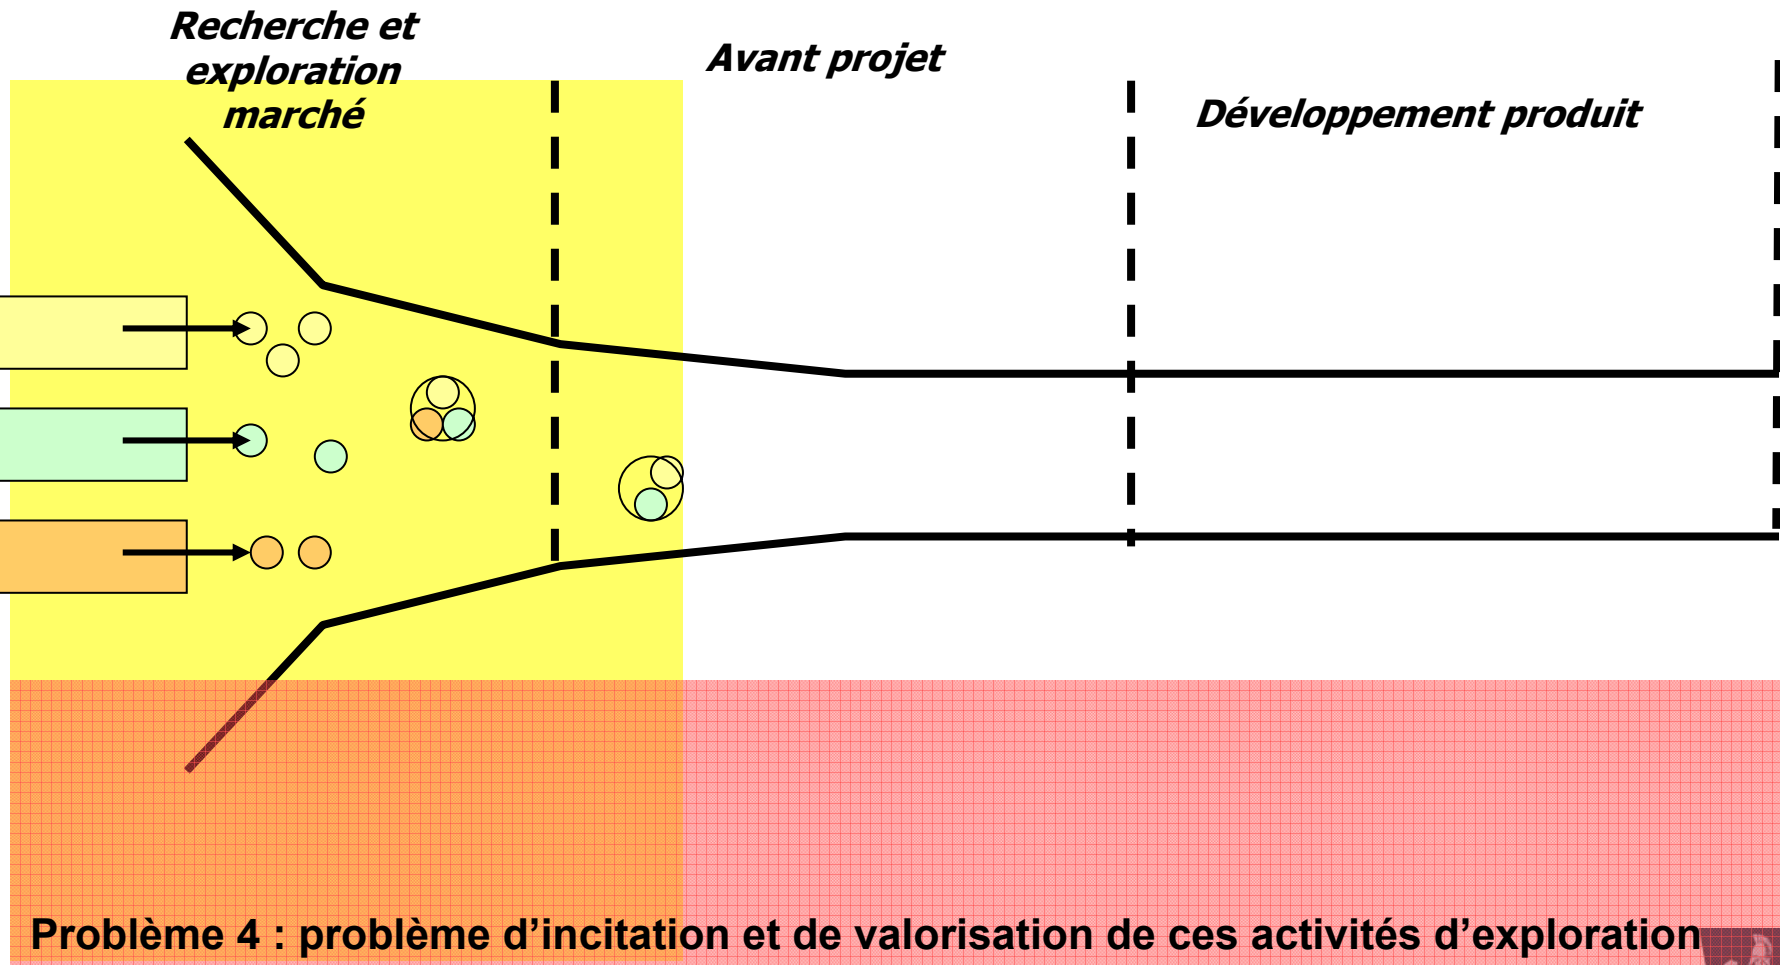 Recherche et
exploration
marché
Avant projet
Développement produit
Problème 4 : problème d’incitation et de valorisation de ces activités d’exploration